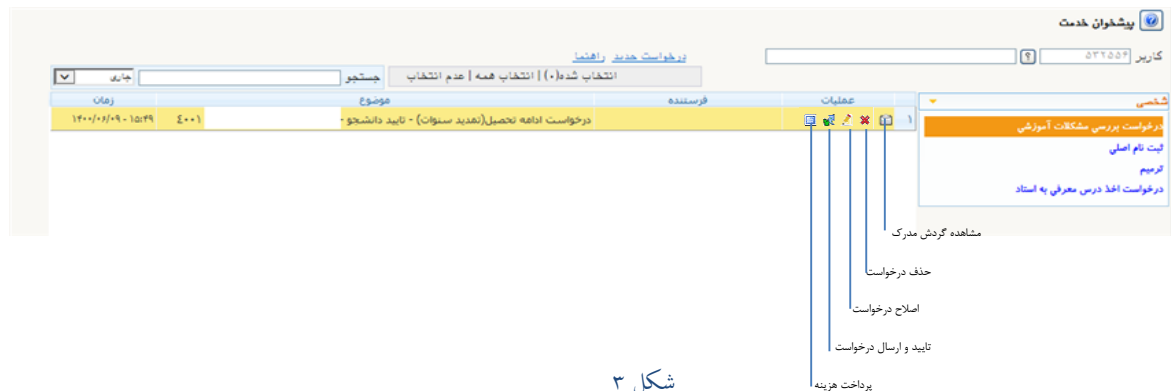 پیشخوان خدمت
کاربر ۵۳۲۵۵۴ ؟
درخواست جدید راهنما
انتخاب شده(۰) | انتخاب همه | عدم انتخاب جستجو جاری
شخصی
عملیات فرستنده موضوع زمان
۱ درخواست ادامه تحصیل(تمدید سنوات) - تایید دانشجو - ٤٠٠١ ۱۴۰۰/۰۶/۰۹ - ۱۵:۴۹
درخواست بررسی مشکلات آموزشی
ثبت نام اصلی
ترمیم
درخواست اخذ درس معرفی به استاد
مشاهده گردش مدرک
حذف درخواست
اصلاح درخواست
تایید و ارسال درخواست
پرداخت هزینه
شکل ۳